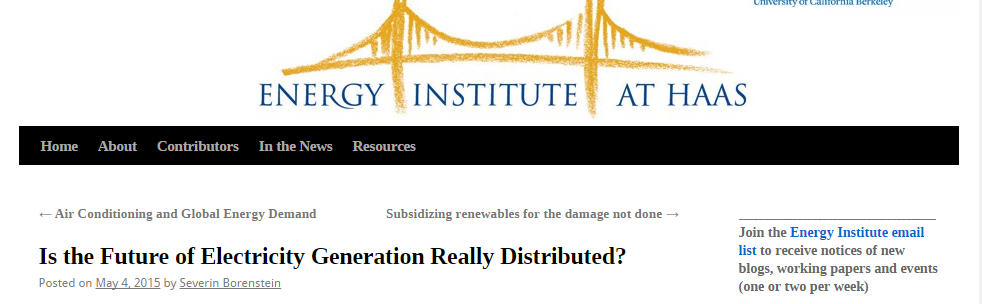 University of California Berkeley
ENERGY INSTITUTE AT HAAS
Home About Contributors In the News Resources
← Air Conditioning and Global Energy Demand Subsidizing renewables for the damage not done →
Is the Future of Electricity Generation Really Distributed?
Posted on May 4, 2015 by Severin Borenstein
Join the Energy Institute email
list to receive notices of new
blogs, working papers and events
(one or two per week)